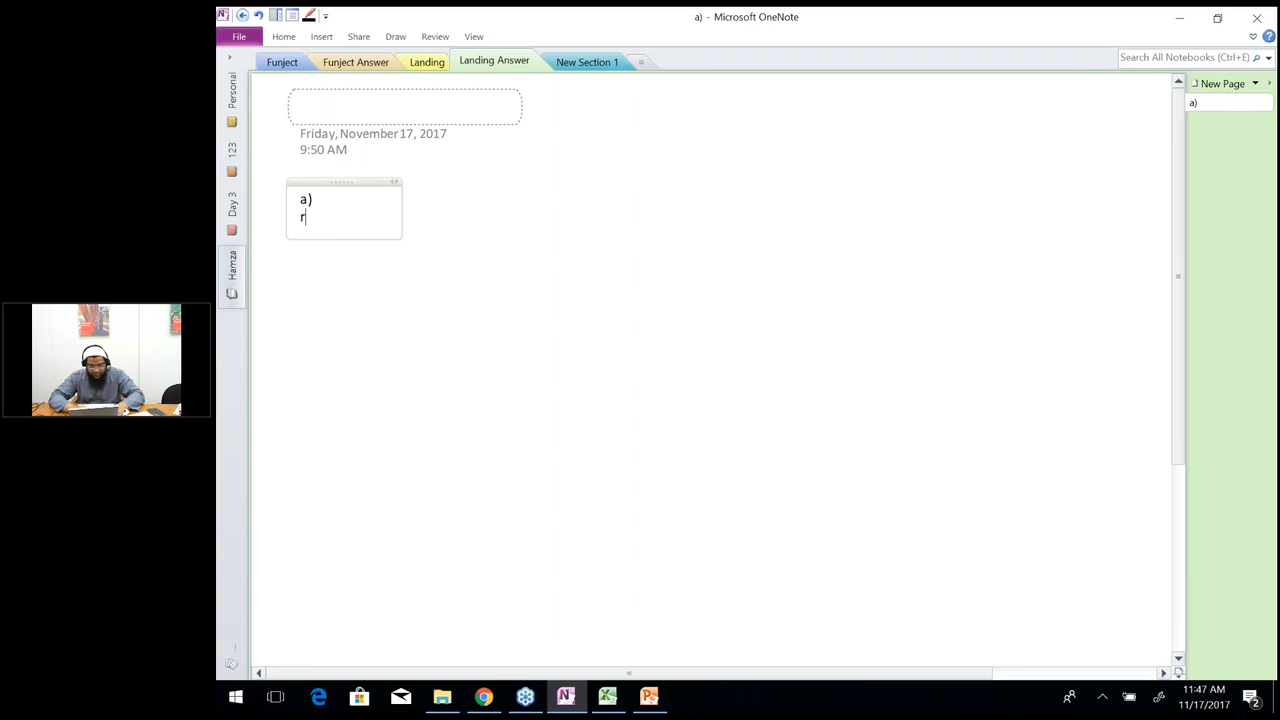 a) - Microsoft OneNote
File
Home
Insert
Share
Draw
Review
View
Funject
Funject Answer
Landing
Landing Answer
New Section 1
Search All Notebooks (Ctrl+E)
New Page
a)
Personal
123
Day 3
Hamza
Friday, November 17, 2017
9:50 AM
a)
r
11:47 AM
11/17/2017
2